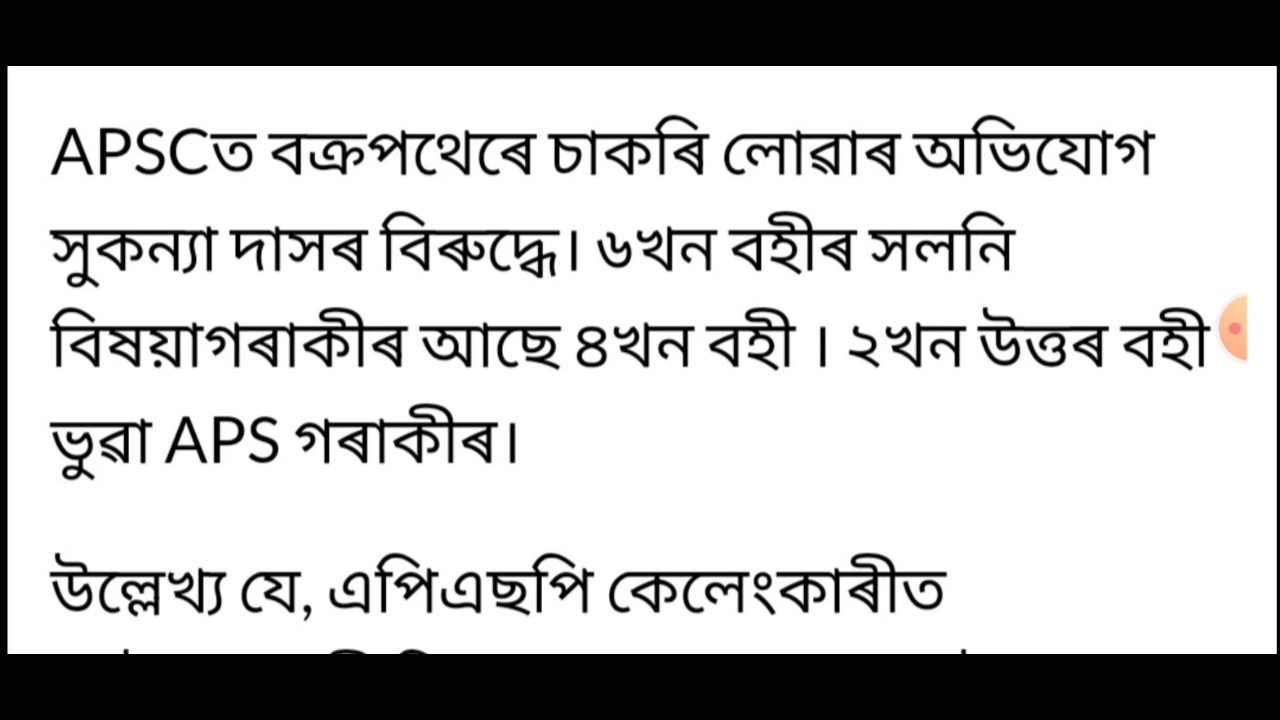 APSCত বক্ৰপথেৰে চাকৰি লোৱাৰ অভিযোগ
সুকন্যা দাসৰ বিৰুদ্ধে। ৬খন বহীৰ সলনি
বিষয়াগৰাকীৰ আছে ৪খন বহী । ২খন উত্তৰ বহী
ভুৱা APS গৰাকীৰ।
উল্লেখ্য যে, এপিএছপি কেলেংকাৰীত